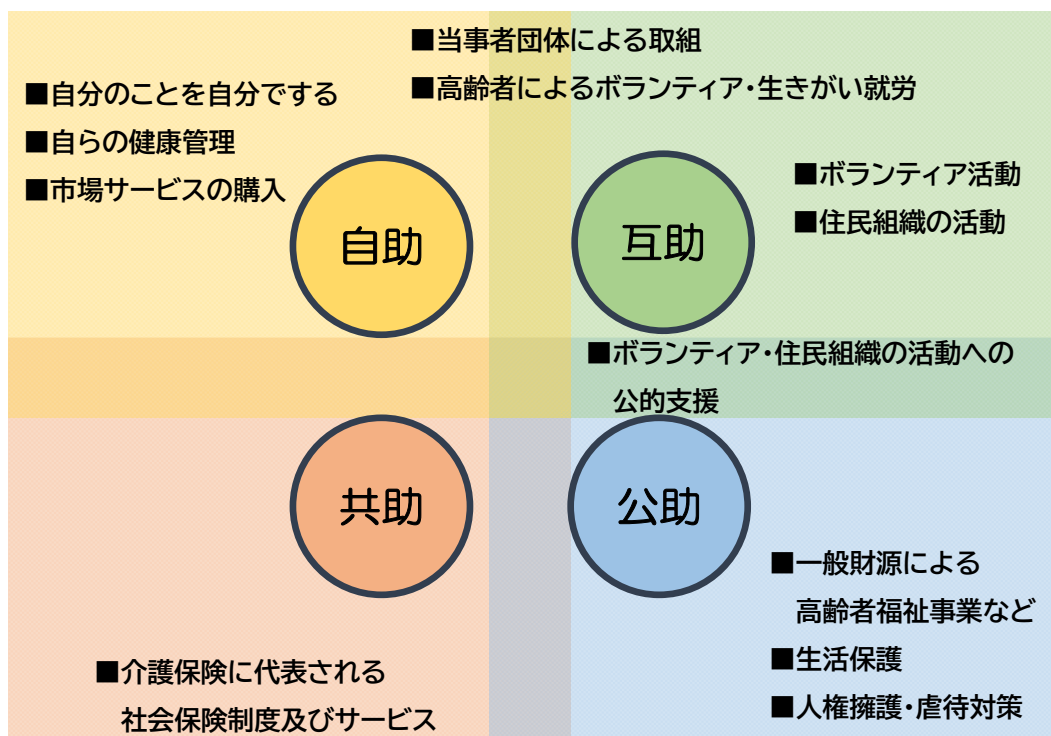 ■当事者団体による取組
■高齢者によるボランティア・生きがい就労
■自分のことを自分でする
■自らの健康管理
■市場サービスの購入
自助
互助
■ボランティア活動
■住民組織の活動
■ボランティア・住民組織の活動への
公的支援
共助
公助
■介護保険に代表される
社会保険制度及びサービス
■一般財源による
高齢者福祉事業など
■生活保護
■人権擁護・虐待対策